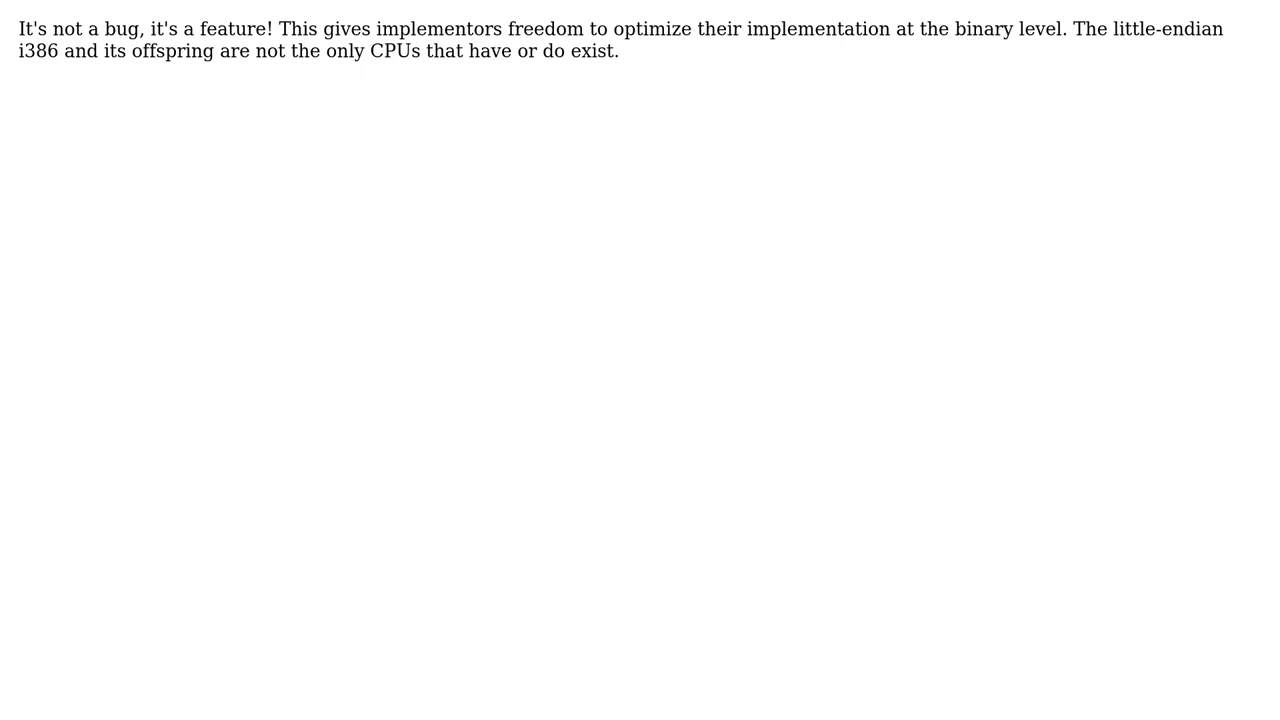 It's not a bug, it's a feature! This gives implementors freedom to optimize their implementation at the binary level. The little-endian
i386 and its offspring are not the only CPUs that have or do exist.